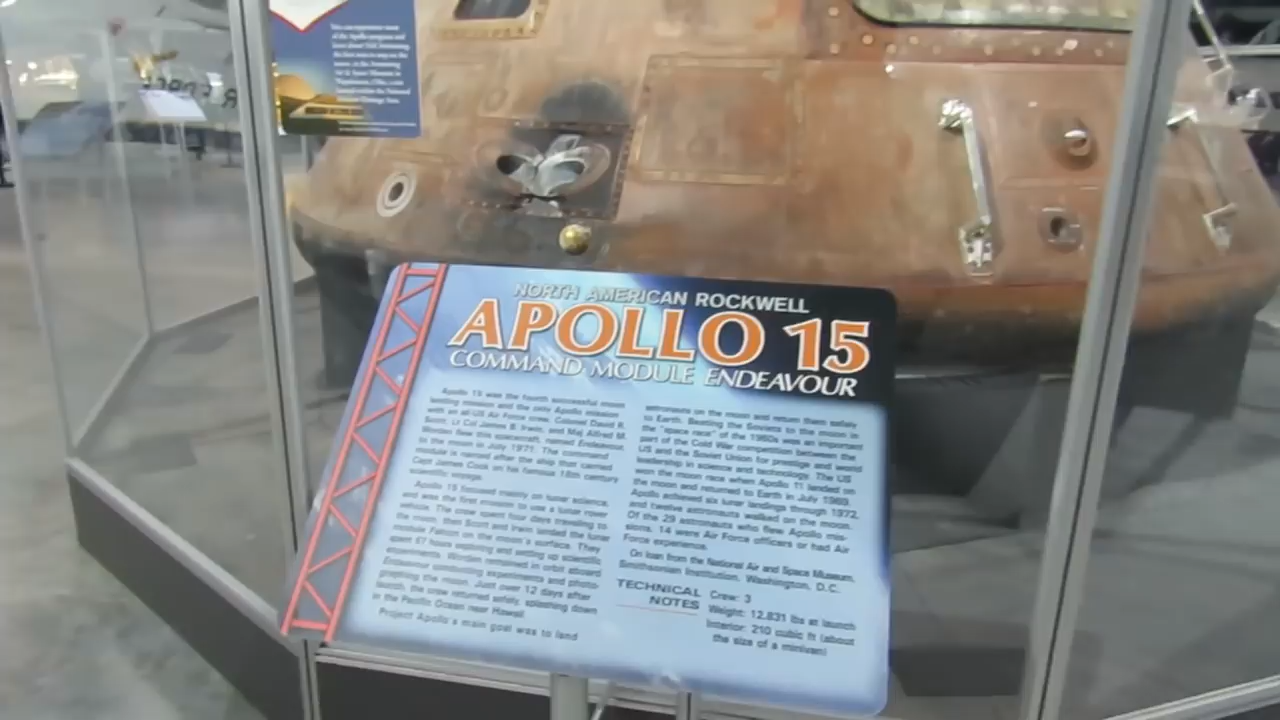 NORTH AMERICAN ROCKWELL
APOLLO 15
COMMAND MODULE ENDEAVOUR
Apollo 15 was the fourth successful moon
landing mission and the only Apollo mission
with an all-US Air Force crew. Colonel David R.
Scott, Lt Col James B. Irwin, and Maj Alfred M.
Worden flew this spacecraft, named Endeavour,
to the moon in July 1971. The command
module is named after the ship that carried
Capt James Cook on his famous 18th century
scientific voyage.
Apollo 15 focused mainly on lunar science,
and was the first mission to use a lunar rover
vehicle. The crew spent four days traveling to
the moon, then Scott and Irwin landed the lunar
module Falcon on the moon's surface. They
spent 67 hours exploring and setting up scientific
experiments. Worden remained in orbit aboard
Endeavour conducting experiments and photo-
graphing the moon. Just over 12 days after
launch, the crew returned safely, splashing down
in the Pacific Ocean near Hawaii.
Project Apollo's main goal was to land
astronauts on the moon and return them safely
to Earth. Beating the Soviets to the moon in
the "space race" of the 1960s was an important
part of the Cold War competition between the
US and the Soviet Union for prestige and world
leadership in science and technology. The US
won the moon race when Apollo 11 landed on
the moon and returned to Earth in July 1969.
Apollo achieved six lunar landings through 1972,
and twelve astronauts walked on the moon.
Of the 29 astronauts who flew Apollo mis-
sions, 14 were Air Force officers or had Air
Force experience.
On loan from the National Air and Space Museum,
Smithsonian Institution, Washington, D.C.
TECHNICAL NOTES
Crew: 3
Weight: 12,831 lbs at launch
Interior: 210 cubic ft (about
the size of a minivan)